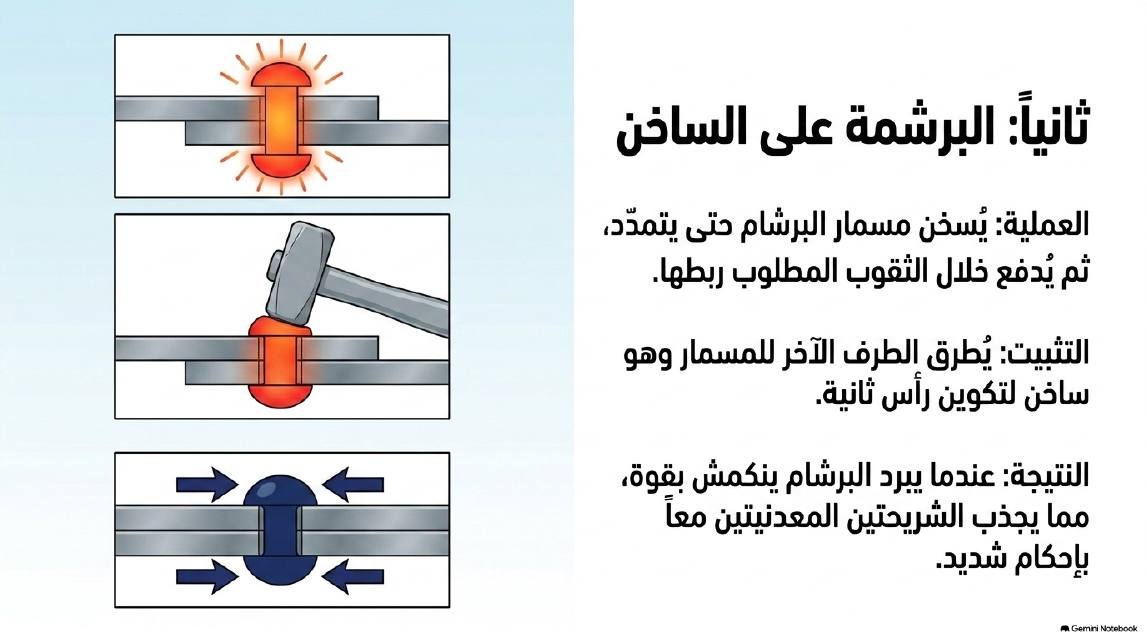 ثانياً: البرشمة على الساخن
العملية: يُسخن مسمار البرشام حتى يتمدّد،
ثم يُدفع خلال الثقوب المطلوب ربطها.
التثبيت: يُطرق الطرف الآخر للمسمار وهو
ساخن لتكوين رأس ثانية.
النتيجة: عندما يبرد البرشام ينكمش بقوة،
مما يجذب الشريحتين المعدنيتين معاً
بإحكام شديد.
Gemini Notebook